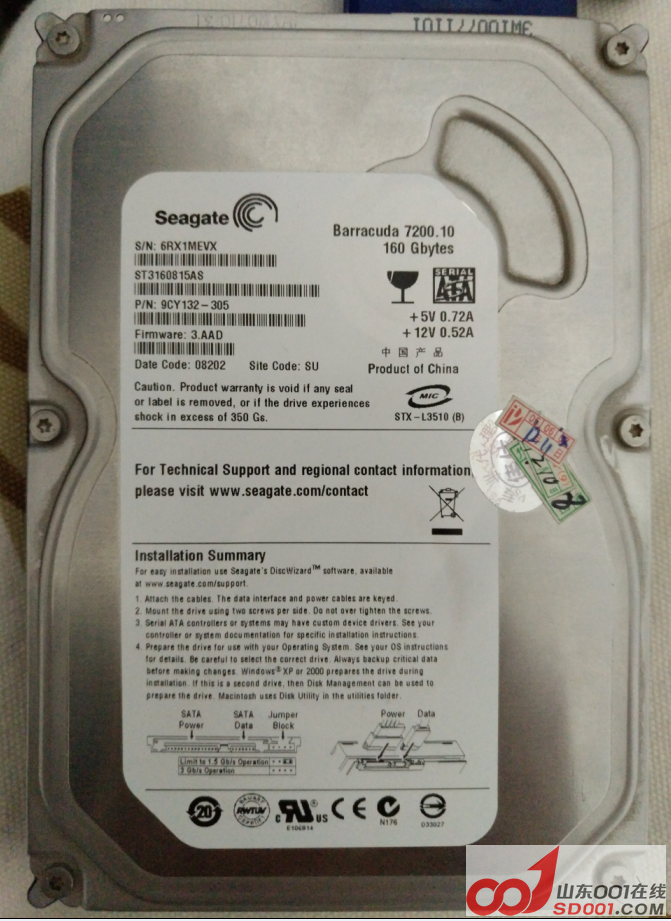 Seagate
Barracuda 7200.10
160 Gbytes
S/N: 6RX1MEVX
ST3160815AS
P/N: 9CY132-305
Firmware: 3.AAD
Date Code: 08202 Site Code: SU
SERIAL
ATA
+5V 0.72A
+12V 0.52A
中国产品
Product of China
Caution. Product warranty is void if any seal
or label is removed, or if the drive experiences
shock in excess of 350 Gs.
MIC
STX-L3510 (B)
For Technical Support and regional contact information,
please visit www.seagate.com/contact
Installation Summary
For easy installation use Seagate's DiscWizard™ software, available
at www.seagate.com/support.
1. Attach the cables. The data interface and power cables are keyed.
2. Mount the drive using two screws per side. Do not over tighten the screws.
3. Serial ATA controllers or systems may have custom device drivers. See your
controller or system documentation for specific installation instructions.
4. Prepare the drive for use with your Operating System. See your OS instructions
for details. Be careful to select the correct drive. Always backup critical data
before making changes. Windows® XP or 2000 prepares the drive during
installation. If this is a second drive, then Disk Management can be used to
prepare the drive. Macintosh uses Disk Utility in the utilities folder.
SATA Power
SATA Data
Jumper Block
Power Data
Limit to 1.5 Gb/s Operation
3 Gb/s Operation
20
RWTUV
c UL ® US
E106814
CE
N176
D33027
山东001在线
SD001.COM